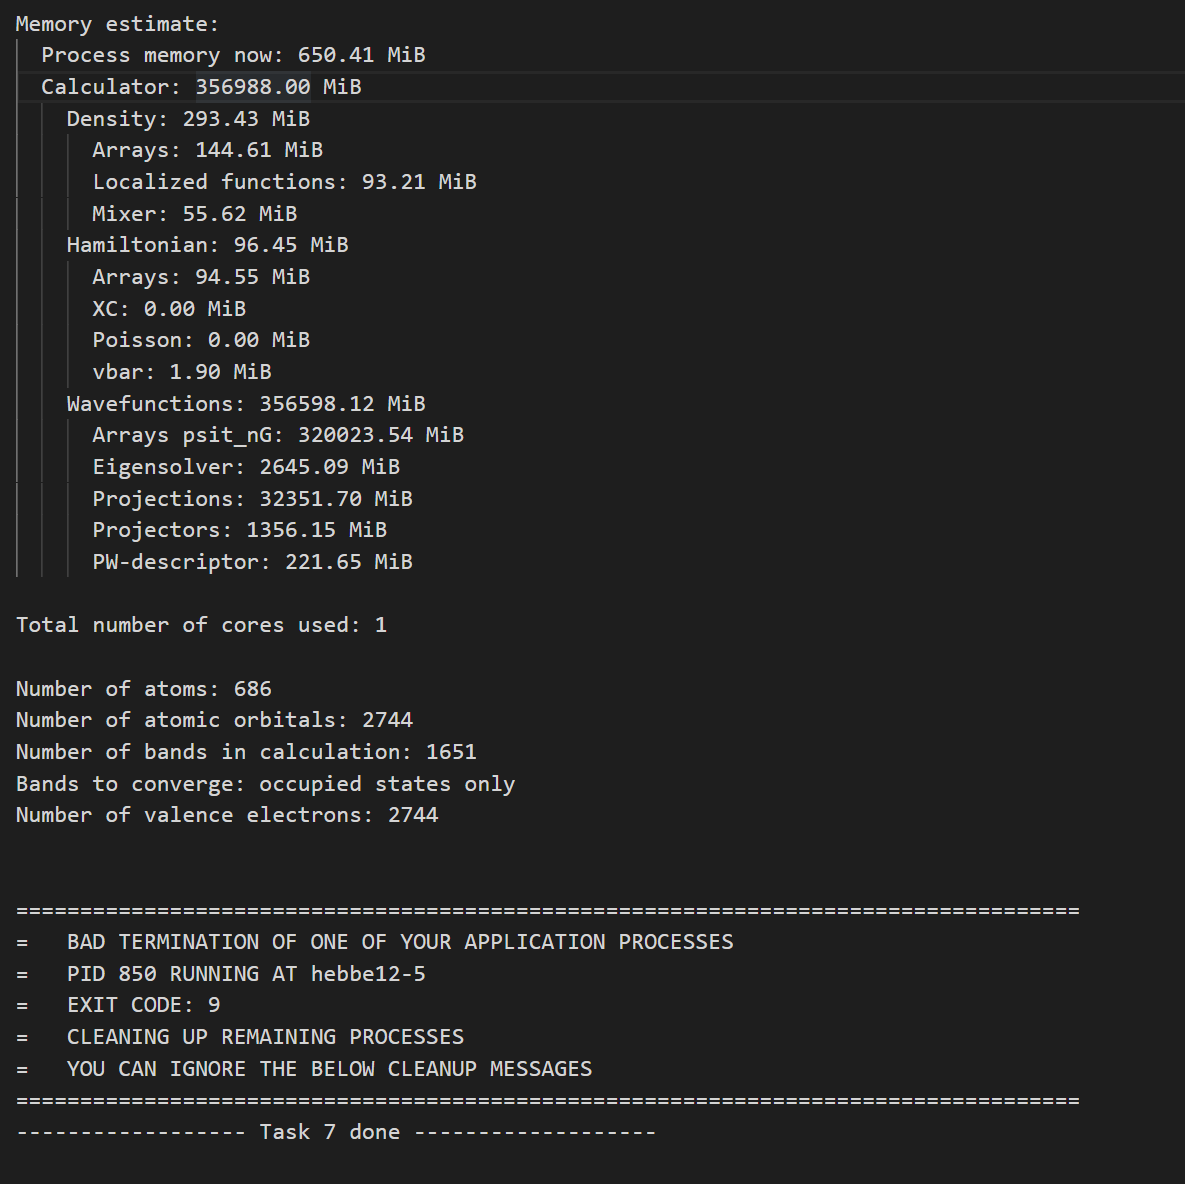 Memory estimate:
Process memory now: 650.41 MiB
Calculator: 356988.00 MiB
Density: 293.43 MiB
Arrays: 144.61 MiB
Localized functions: 93.21 MiB
Mixer: 55.62 MiB
Hamiltonian: 96.45 MiB
Arrays: 94.55 MiB
XC: 0.00 MiB
Poisson: 0.00 MiB
vbar: 1.90 MiB
Wavefunctions: 356598.12 MiB
Arrays psit_nG: 320023.54 MiB
Eigensolver: 2645.09 MiB
Projections: 32351.70 MiB
Projectors: 1356.15 MiB
PW-descriptor: 221.65 MiB
Total number of cores used: 1
Number of atoms: 686
Number of atomic orbitals: 2744
Number of bands in calculation: 1651
Bands to converge: occupied states only
Number of valence electrons: 2744
===================================================================================
=   BAD TERMINATION OF ONE OF YOUR APPLICATION PROCESSES
=   PID 850 RUNNING AT hebbe12-5
=   EXIT CODE: 9
=   CLEANING UP REMAINING PROCESSES
=   YOU CAN IGNORE THE BELOW CLEANUP MESSAGES
===================================================================================
------------------ Task 7 done -------------------